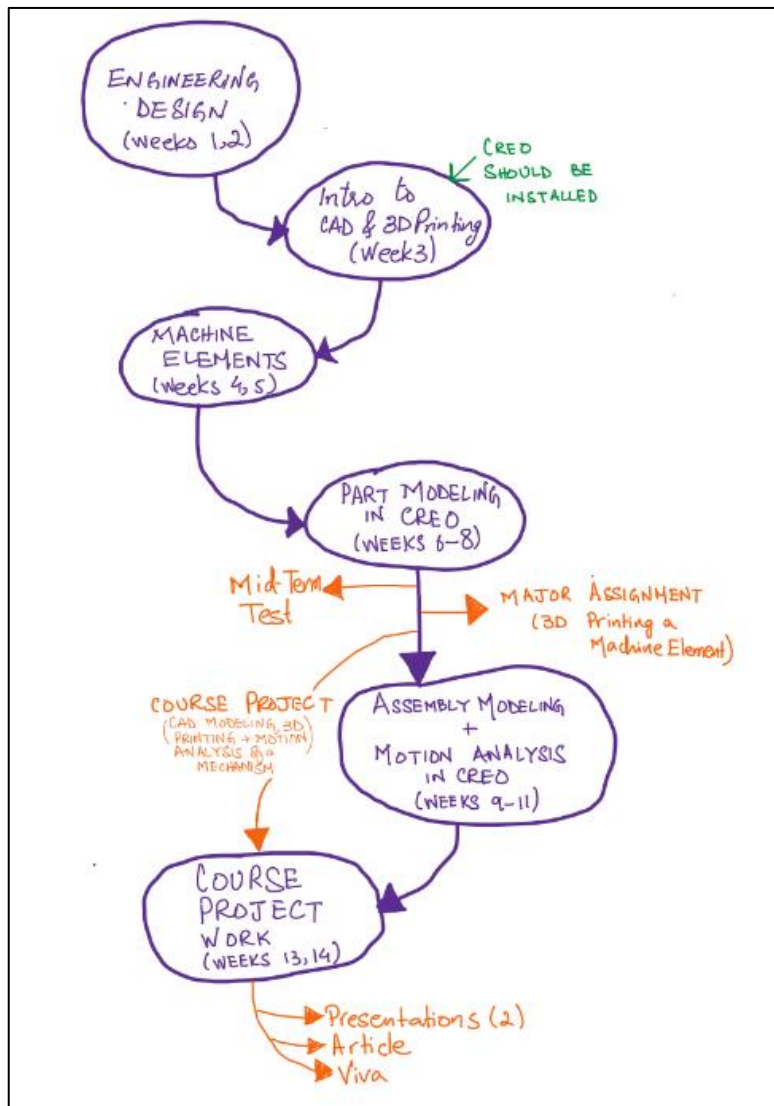 ENGINEERING
DESIGN
(Weeks 1,2)
CREO
SHOULD BE
INSTALLED
Intro to
CAD & 3D Printing
(Week3)
MACHINE
ELEMENTS
(Weeks 4,5)
PART MODELING
IN CREO
(WEEKS 6-8)
Mid-Term
Test
MAJOR ASSIGNMENT
(3D Printing a
Machine Element)
COURSE PROJECT
(CAD MODELING, 3D
PRINTING + MOTION
ANALYSIS OF A
MECHANISM
ASSEMBLY MODELING
+
MOTION ANALYSIS
IN CREO
(WEEKS 9-11)
COURSE
PROJECT
WORK
(WEEKS 13,14)
Presentations (2)
Article
Viva